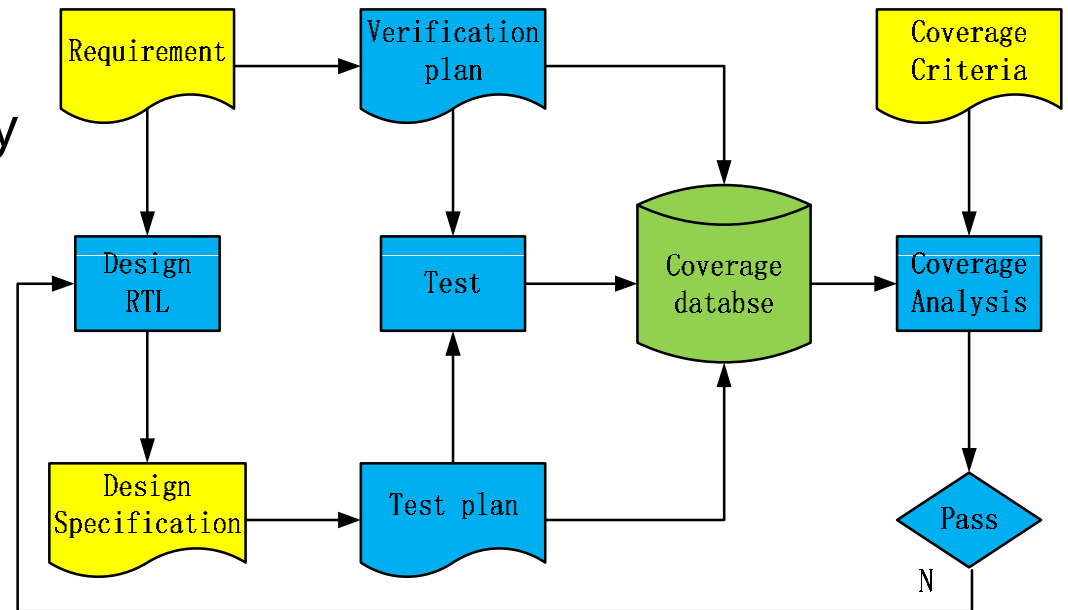 Requirement
Verification
plan
Coverage
Criteria
y
Design
RTL
Test
Coverage
databse
Coverage
Analysis
Design
Specification
Test plan
Pass
N